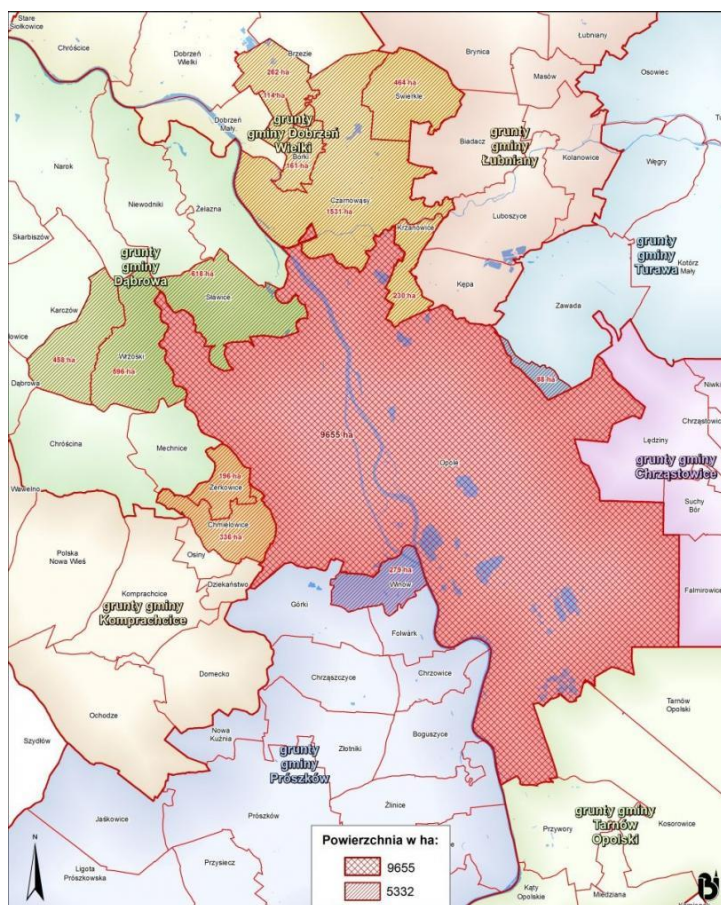 Stare
Siołkowice
Chróścice
Dobrzeń
Wielki
Brzezie
Brynica
Łubniany
Masów
Osowiec
262 ha
114 ha
464 ha
Świerkle
Dobrzeń
Mały
grunty
gminy Dobrzeń
Wielki
Borki
161 ha
Biadacz
grunty
gminy
Łubniany
Kolanowice
Węgry
Narok
Niewodniki
Żelazna
Czarnowąsy
1531 ha
Krzanowice
Luboszyce
Skarbiszów
grunty
gminy
Dąbrowa
618 ha
Sławice
230 ha
Kępa
grunty
gminy
Turawa
Kotórz
Mały
Zawada
Karczów
458 ha
Wrzoski
596 ha
Dąbrowa
98 ha
Niwki
Chrząstowice
Lędziny
grunty gminy
Chrząstowice
Chróścina
Mechnice
9655 ha
Opole
Suchy
Bór
Wawelno
196 ha
Żerkowice
Chmielowice
338 ha
Polska
Nowa Wieś
Osiny
Dziekaństwo
Komprachcice
grunty gminy
Komprachcice
279 ha
Winów
Górki
Folwark
Falmirowice
Domecko
Chrząszczyce
Chrzowice
Ochodze
Szydłów
Nowa
Kuźnia
grunty
gminy
Prószków
Złotniki
Boguszyce
Tarnów
Opolski
Jaśkowice
Prószków
Źlinice
grunty gminy
Tarnów
Opolski
Przywory
Kosorowice
Ligota
Prószkowska
Przysiecz
Kąty
Opolskie
Miedziana
N
Powierzchnia w ha:
9655
5332